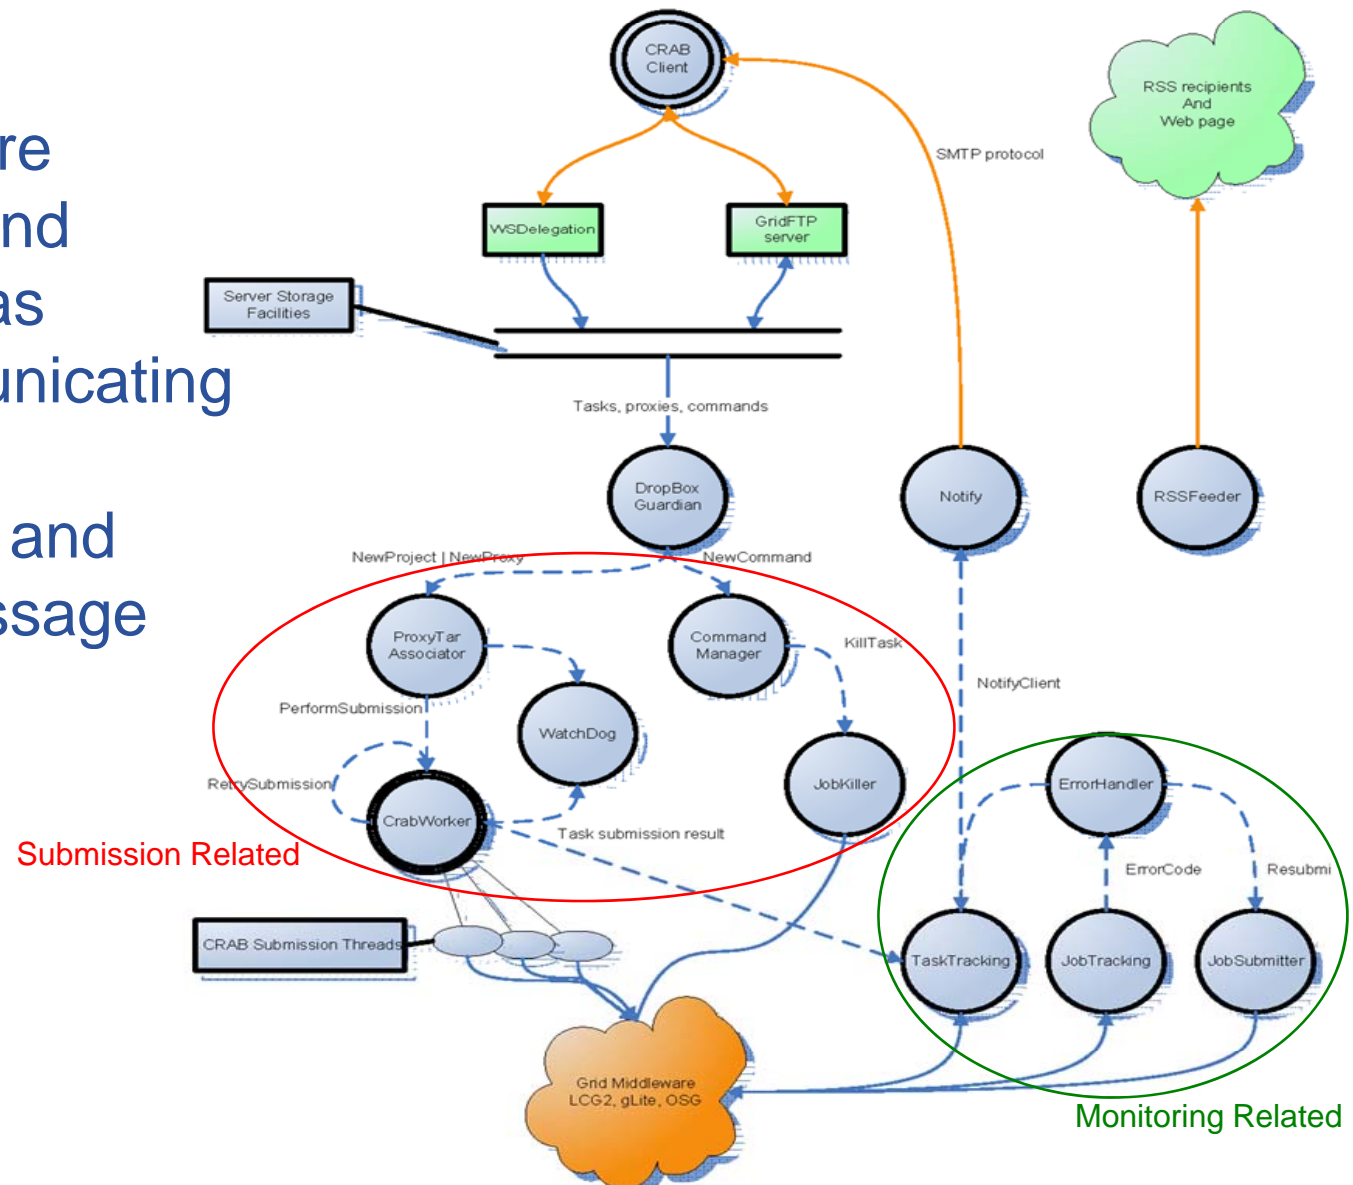 re
nd
as
unicating
and
ssage
CRAB
Client
RSS recipients
And
Web page
SMTP protocol
WSDelegation
GridFTP
server
Server Storage
Facilities
Tasks, proxies, commands
DropBox
Guardian
Notify
RSSFeeder
NewProject | NewProxy
NewCommand
ProxyTar
Associator
Command
Manager
KillTask
NotifyClient
PerformSubmission
WatchDog
RetrySubmission
JobKiller
ErrorHandler
CrabWorker
Task submission result
Submission Related
ErrorCode
Resubmi
CRAB Submission Threads
TaskTracking
JobTracking
JobSubmitter
Grid Middleware
LCG2, gLite, OSG
Monitoring Related